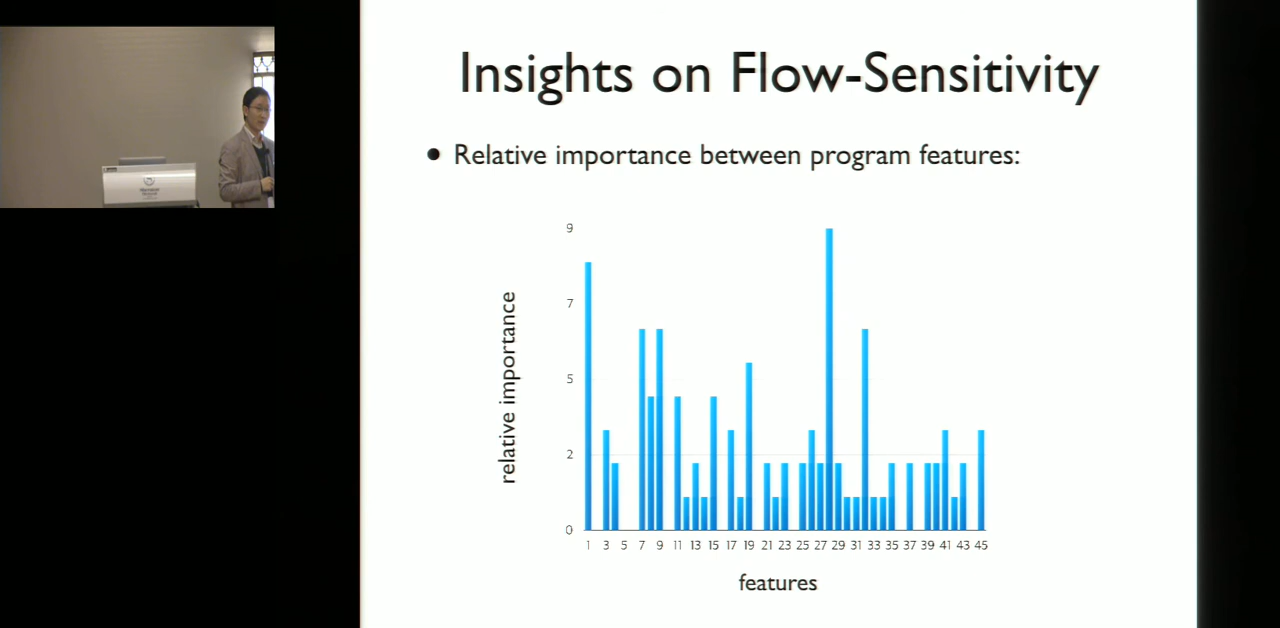 Insights on Flow-Sensitivity
• Relative importance between program features:
relative importance
9
7
5
2
0
1 3 5 7 9 11 13 15 17 19 21 23 25 27 29 31 33 35 37 39 41 43 45
features